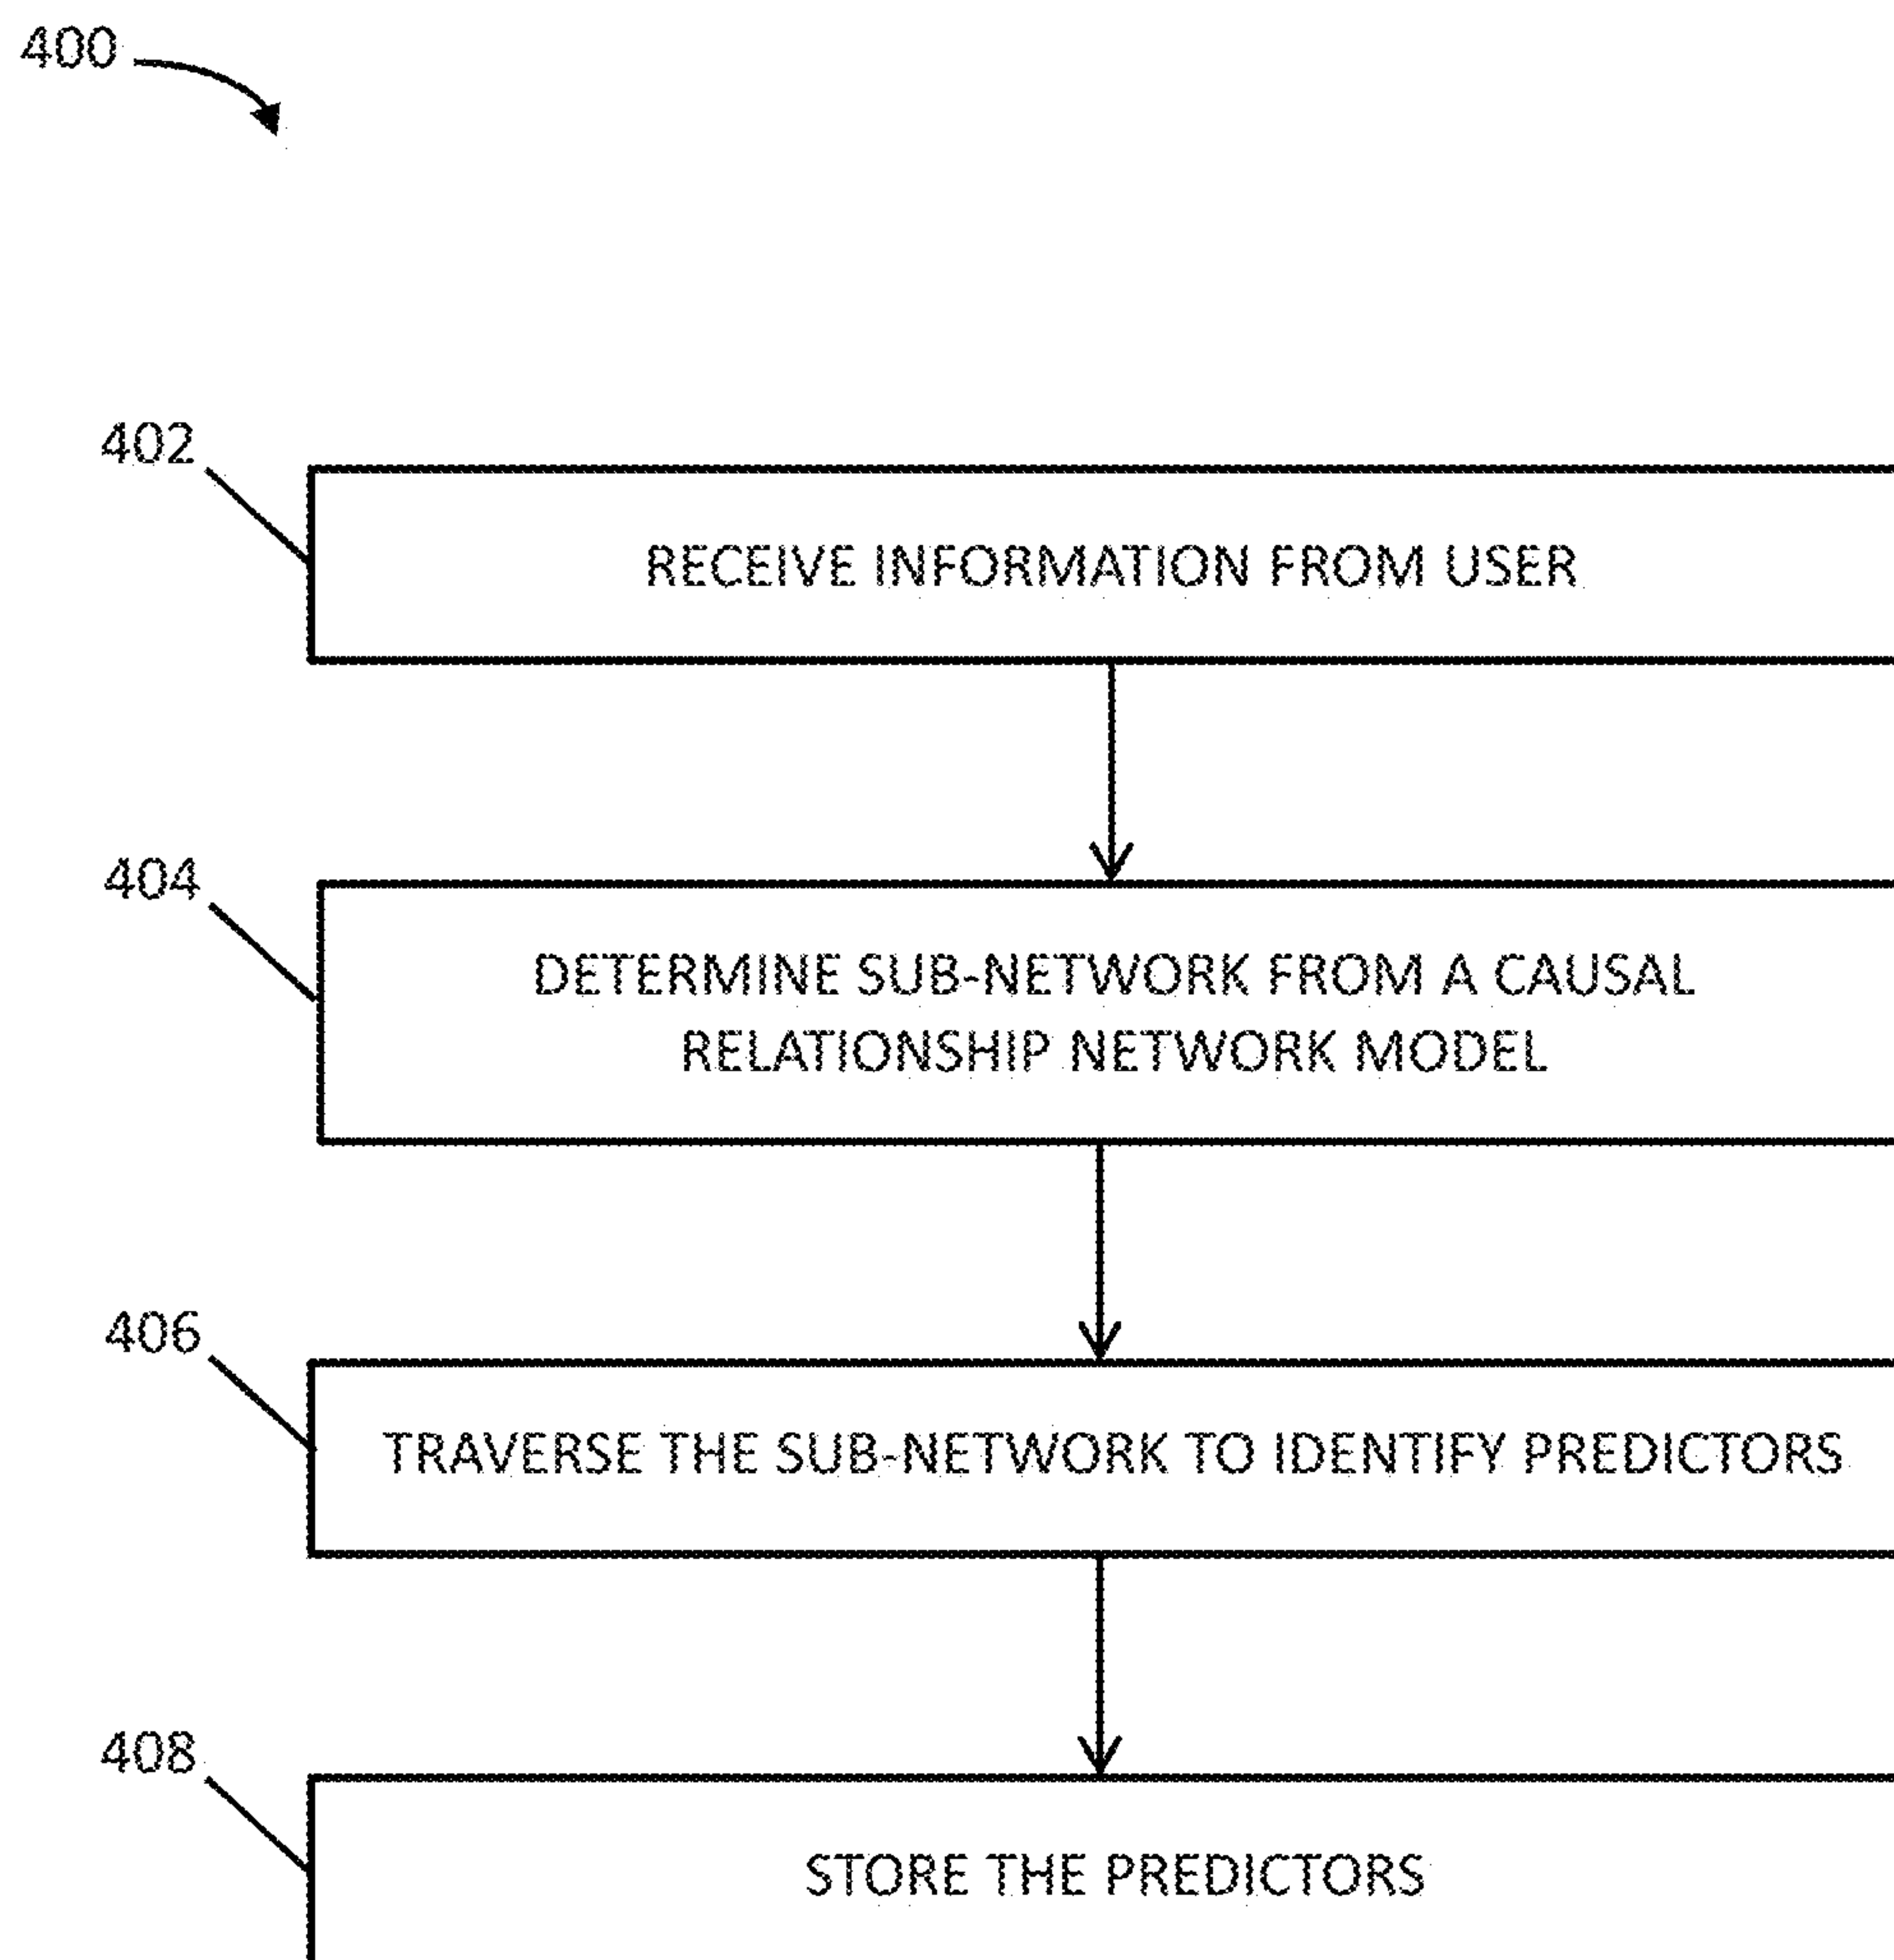 400
402
RECEIVE INFORMATION FROM USER
404
DETERMINE SUB-NETWORK FROM A CAUSAL
RELATIONSHIP NETWORK MODEL
406
TRAVERSE THE SUB-NETWORK TO IDENTIFY PREDICTORS
408
STORE THE PREDICTORS